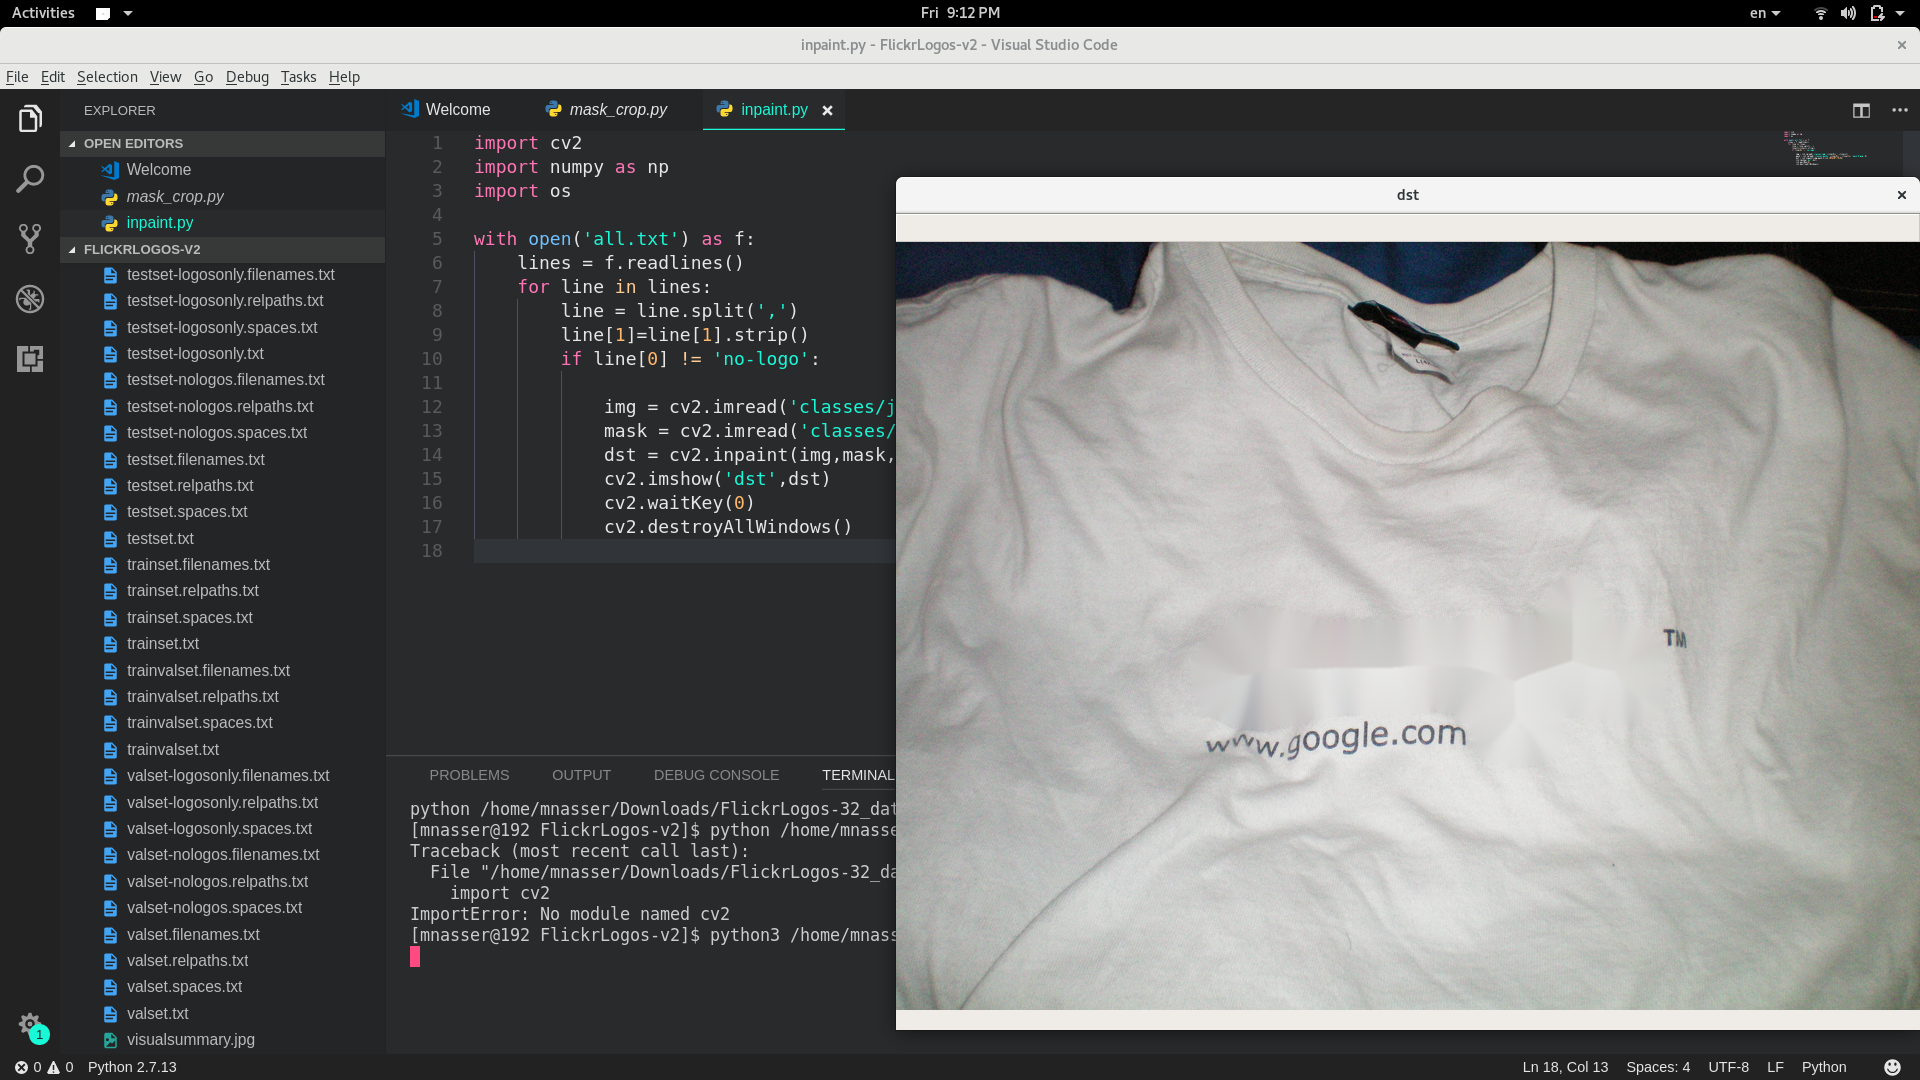 Activities
Fri 9:12 PM
en
inpaint.py - FlickrLogos-v2 - Visual Studio Code
File Edit Selection View Go Debug Tasks Help
EXPLORER
OPEN EDITORS
Welcome
mask_crop.py
inpaint.py
FLICKRLOGOS-V2
testset-logosonly.filenames.txt
testset-logosonly.relpaths.txt
testset-logosonly.spaces.txt
testset-logosonly.txt
testset-nologos.filenames.txt
testset-nologos.relpaths.txt
testset-nologos.spaces.txt
testset.filenames.txt
testset.relpaths.txt
testset.spaces.txt
testset.txt
trainset.filenames.txt
trainset.relpaths.txt
trainset.spaces.txt
trainset.txt
trainvalset.filenames.txt
trainvalset.relpaths.txt
trainvalset.spaces.txt
trainvalset.txt
valset-logosonly.filenames.txt
valset-logosonly.relpaths.txt
valset-logosonly.spaces.txt
valset-nologos.filenames.txt
valset-nologos.relpaths.txt
valset-nologos.spaces.txt
valset.filenames.txt
valset.relpaths.txt
valset.spaces.txt
valset.txt
visualsummary.jpg
1
Welcome mask_crop.py inpaint.py
1 import cv2
2 import numpy as np
3 import os
4
5 with open('all.txt') as f:
6 lines = f.readlines()
7 for line in lines:
8 line = line.split(',')
9 line[1]=line[1].strip()
10 if line[0] != 'no-logo':
11
12 img = cv2.imread('classes/j
13 mask = cv2.imread('classes/
14 dst = cv2.inpaint(img,mask,
15 cv2.imshow('dst',dst)
16 cv2.waitKey(0)
17 cv2.destroyAllWindows()
18
PROBLEMS OUTPUT DEBUG CONSOLE TERMINAL
python /home/mnasser/Downloads/FlickrLogos-32_dat
[mnasser@192 FlickrLogos-v2]$ python /home/mnasse
Traceback (most recent call last):
File "/home/mnasser/Downloads/FlickrLogos-32_da
import cv2
ImportError: No module named cv2
[mnasser@192 FlickrLogos-v2]$ python3 /home/mnass
dst
TM
www.google.com
0 0 Python 2.7.13
Ln 18, Col 13 Spaces: 4 UTF-8 LF Python